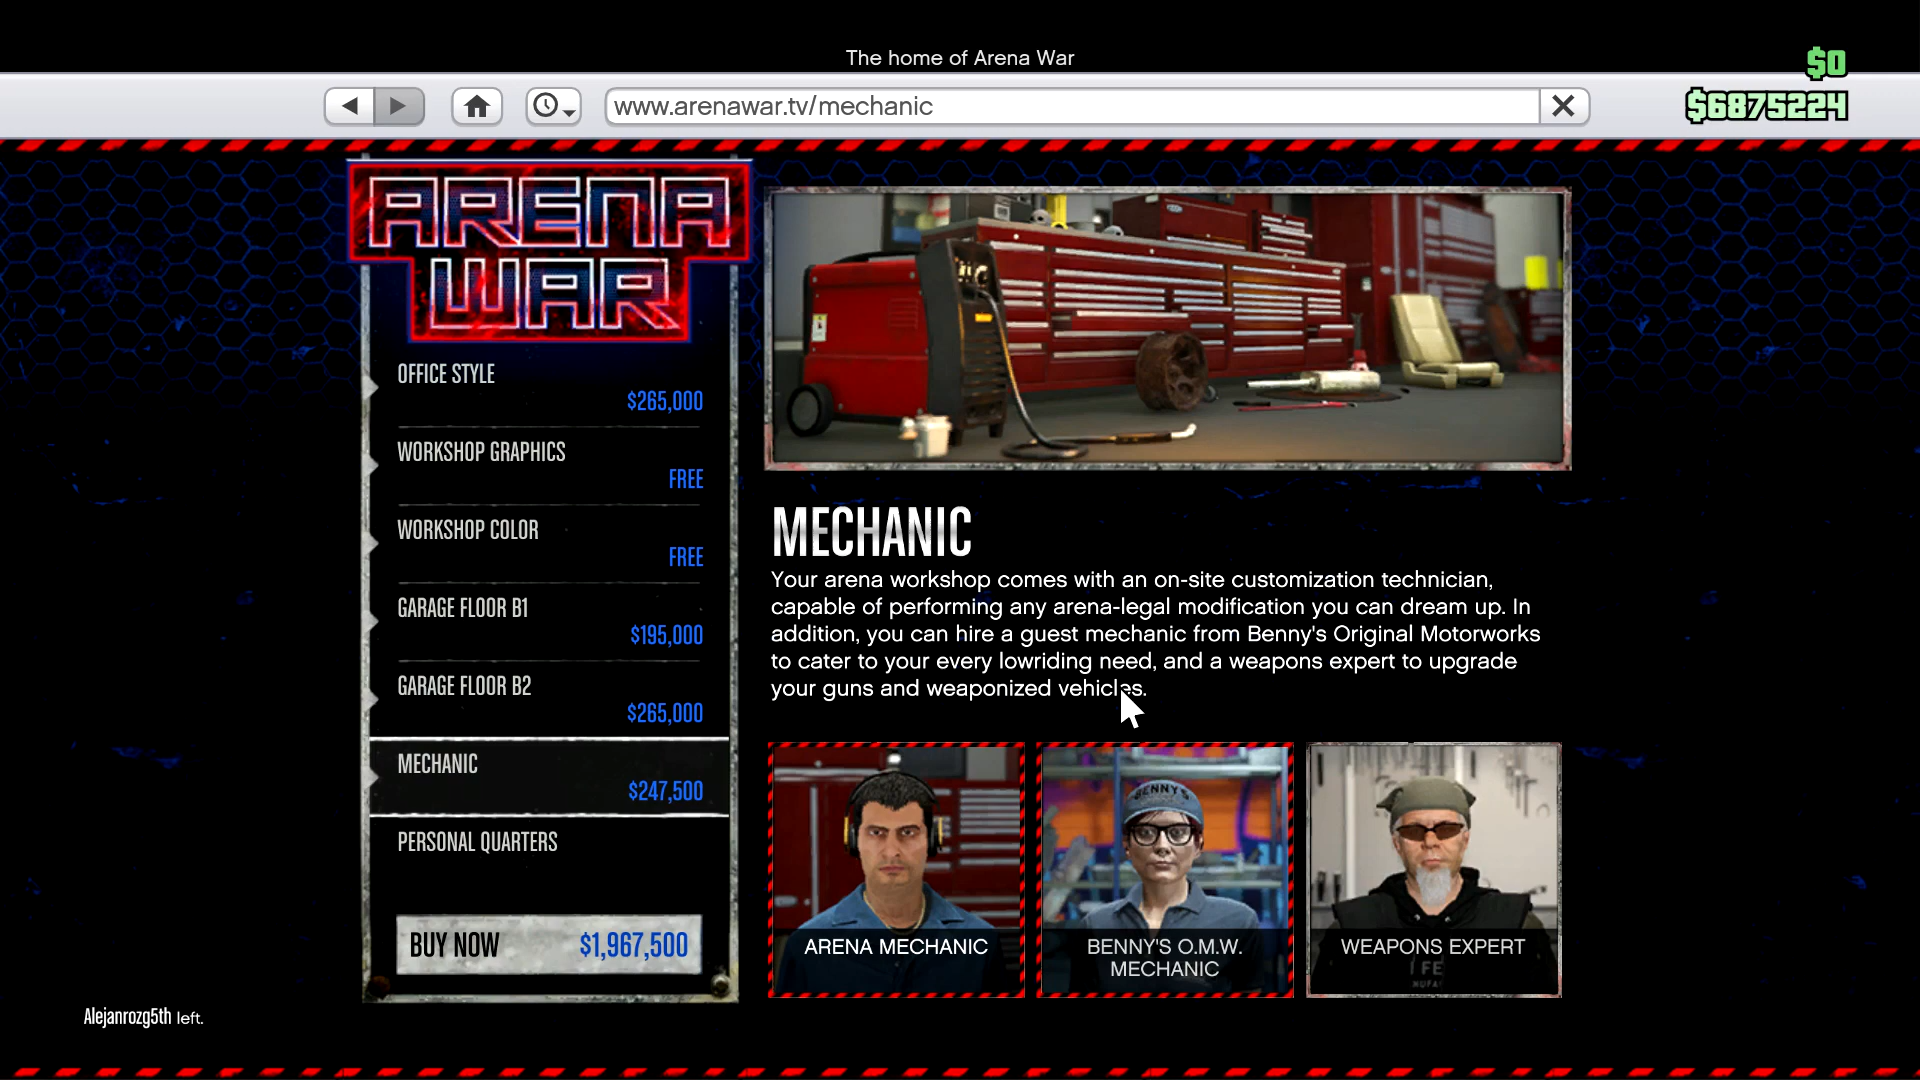 The home of Arena War
$0
www.arenawar.tv/mechanic
$6875224
ARENA
WAR
OFFICE STYLE
$265,000
WORKSHOP GRAPHICS
FREE
WORKSHOP COLOR
FREE
GARAGE FLOOR B1
$195,000
GARAGE FLOOR B2
$265,000
MECHANIC
$247,500
PERSONAL QUARTERS
BUY NOW $1,967,500
MECHANIC
Your arena workshop comes with an on-site customization technician,
capable of performing any arena-legal modification you can dream up. In
addition, you can hire a guest mechanic from Benny's Original Motorworks
to cater to your every lowriding need, and a weapons expert to upgrade
your guns and weaponized vehicles.
ARENA MECHANIC
BENNY'S
BENNY'S O.M.W.
MECHANIC
WEAPONS EXPERT
Alejanrozg5th left.